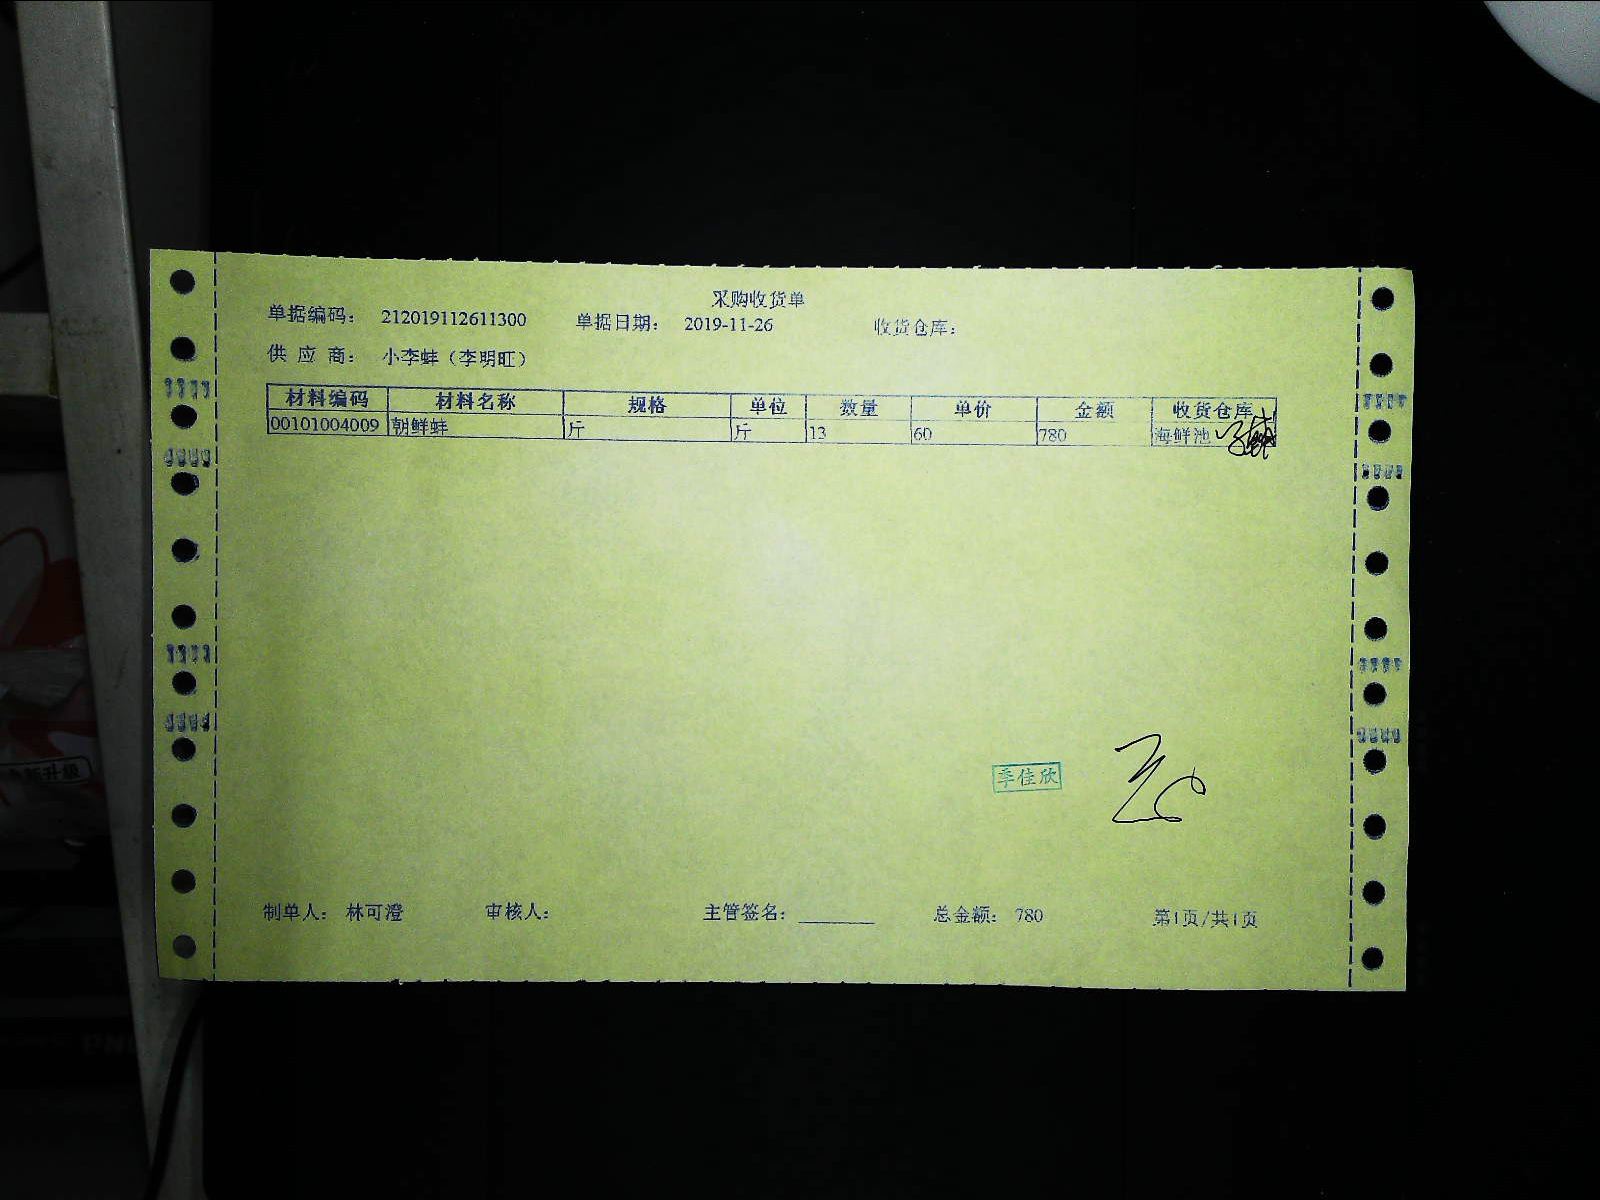 采购收货单
单据编码: 212019112611300 单据日期: 2019-11-26 收货仓库:
供应商: 小李蚌（李明旺）
材料编码 材料名称 规格 单位 数量 单价 金额 收货仓库
00101004009 朝鲜蚌 斤 斤 13 60 780 海鲜池
季佳欣
制单人: 林可澄 审核人: 主管签名: ________ 总金额: 780 第1页/共1页
新升级